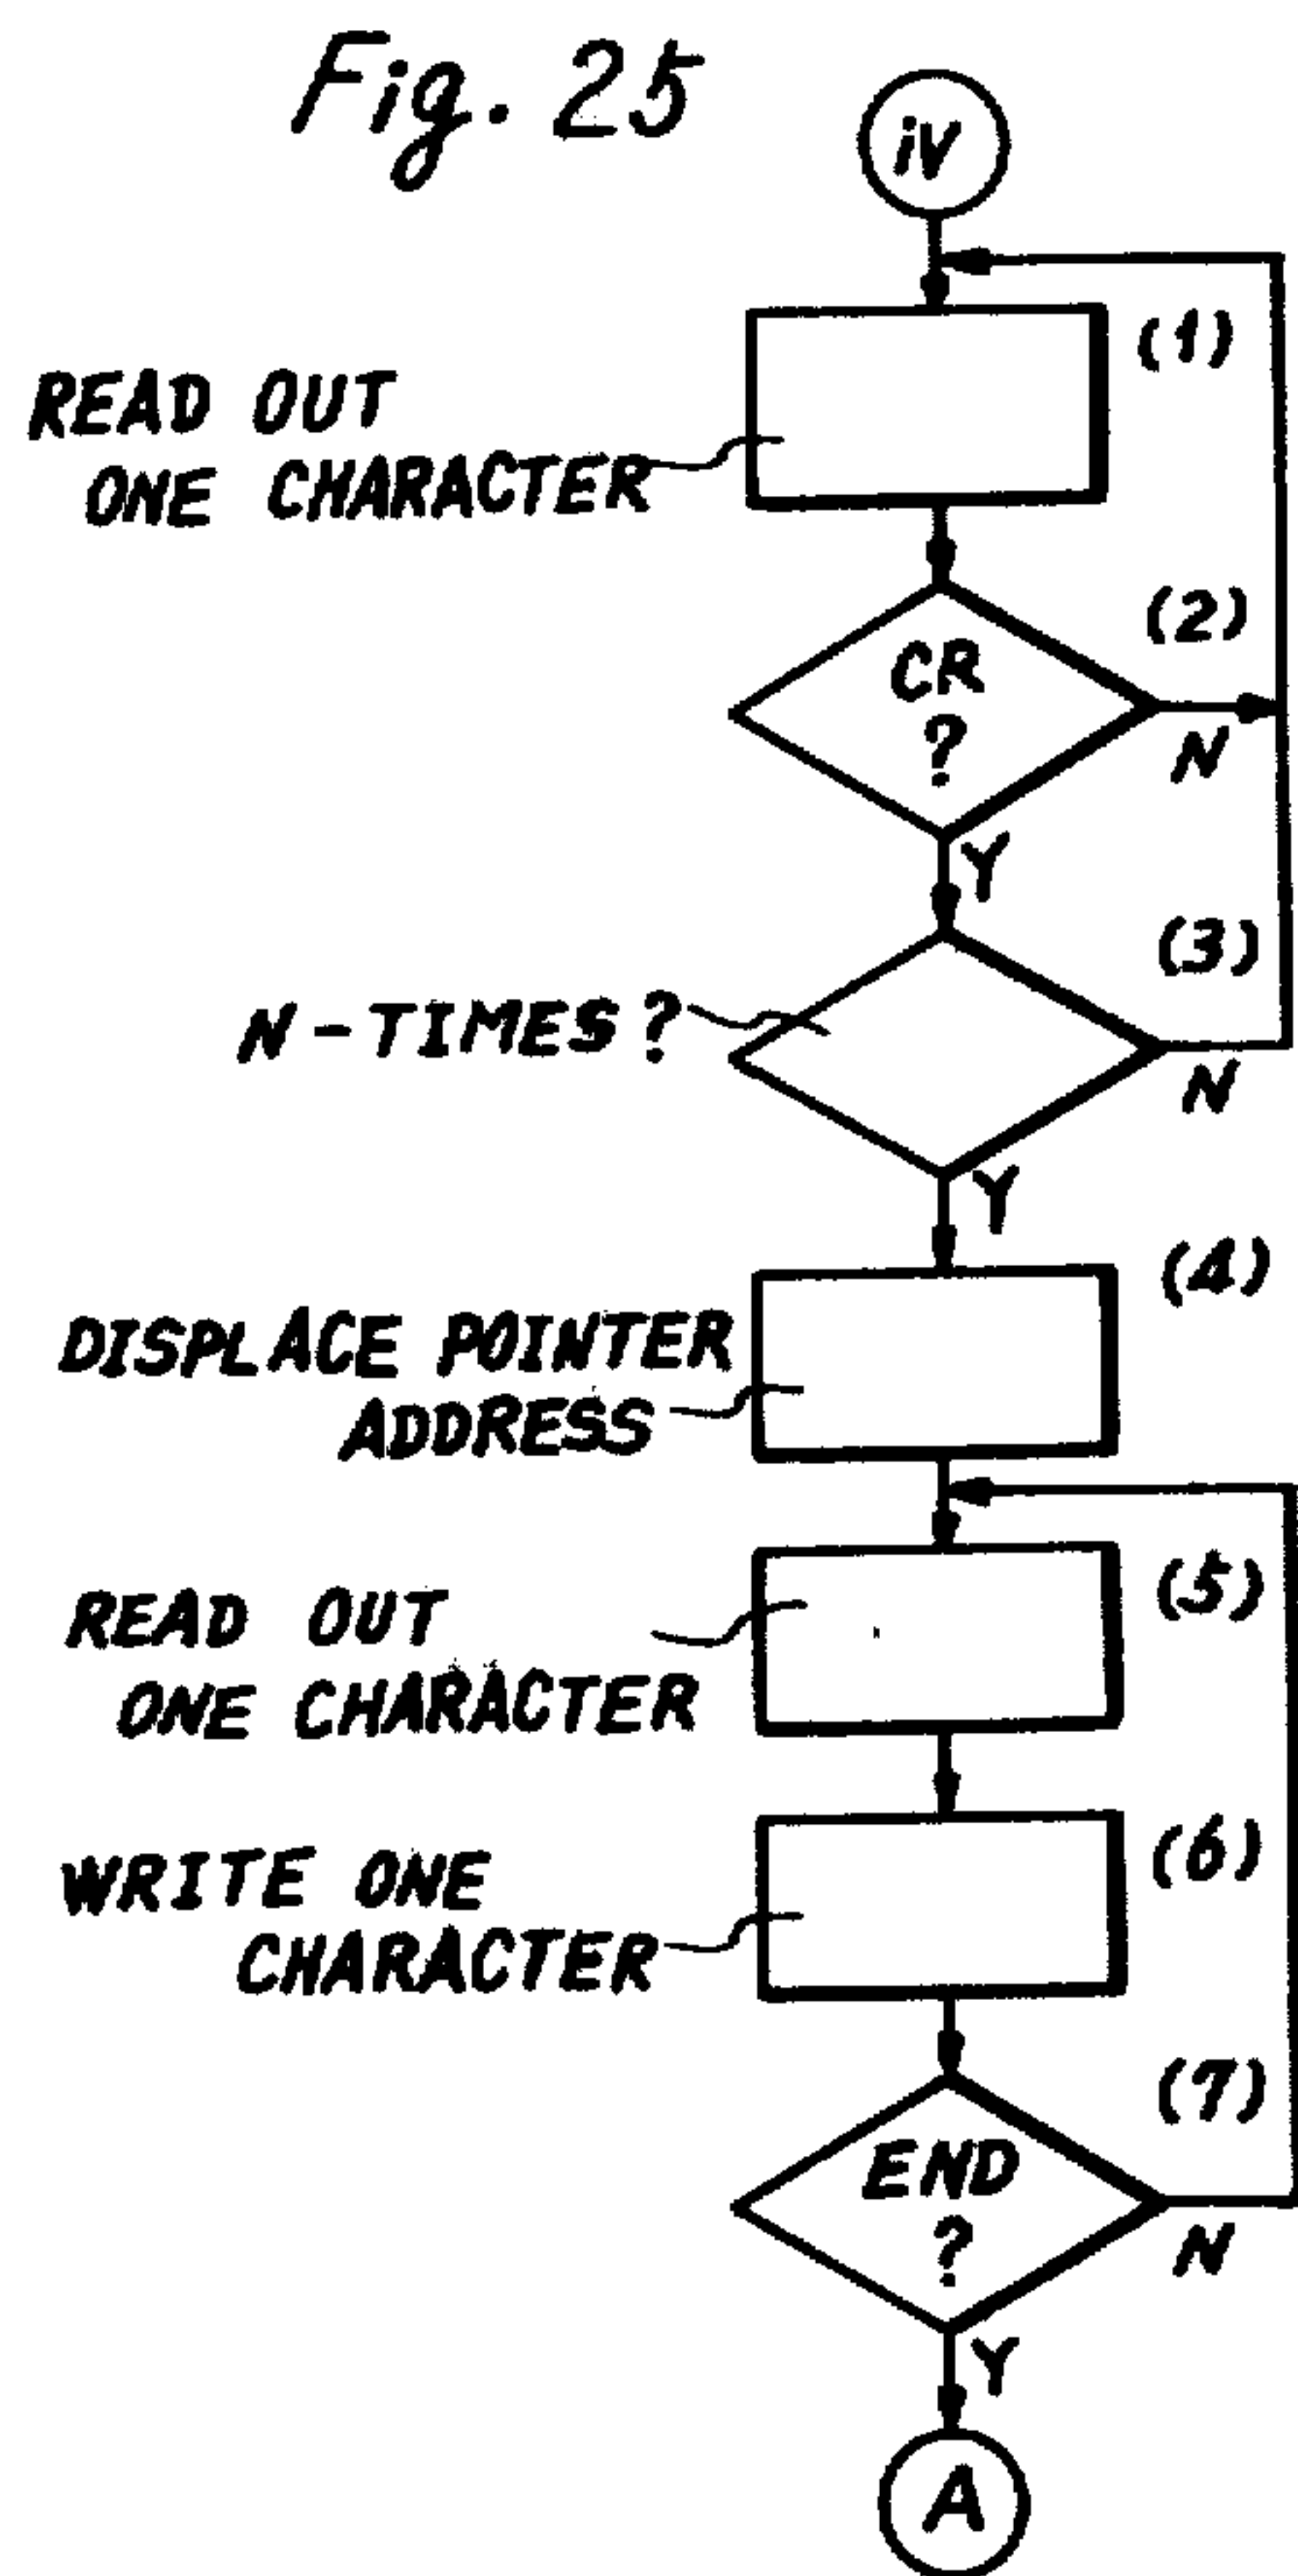 Fig. 25
iV
(1)
READ OUT
ONE CHARACTER
(2)
CR
?
N
Y
(3)
N-TIMES?
N
Y
(4)
DISPLACE POINTER
ADDRESS
(5)
READ OUT
ONE CHARACTER
(6)
WRITE ONE
CHARACTER
(7)
END
?
N
Y
A